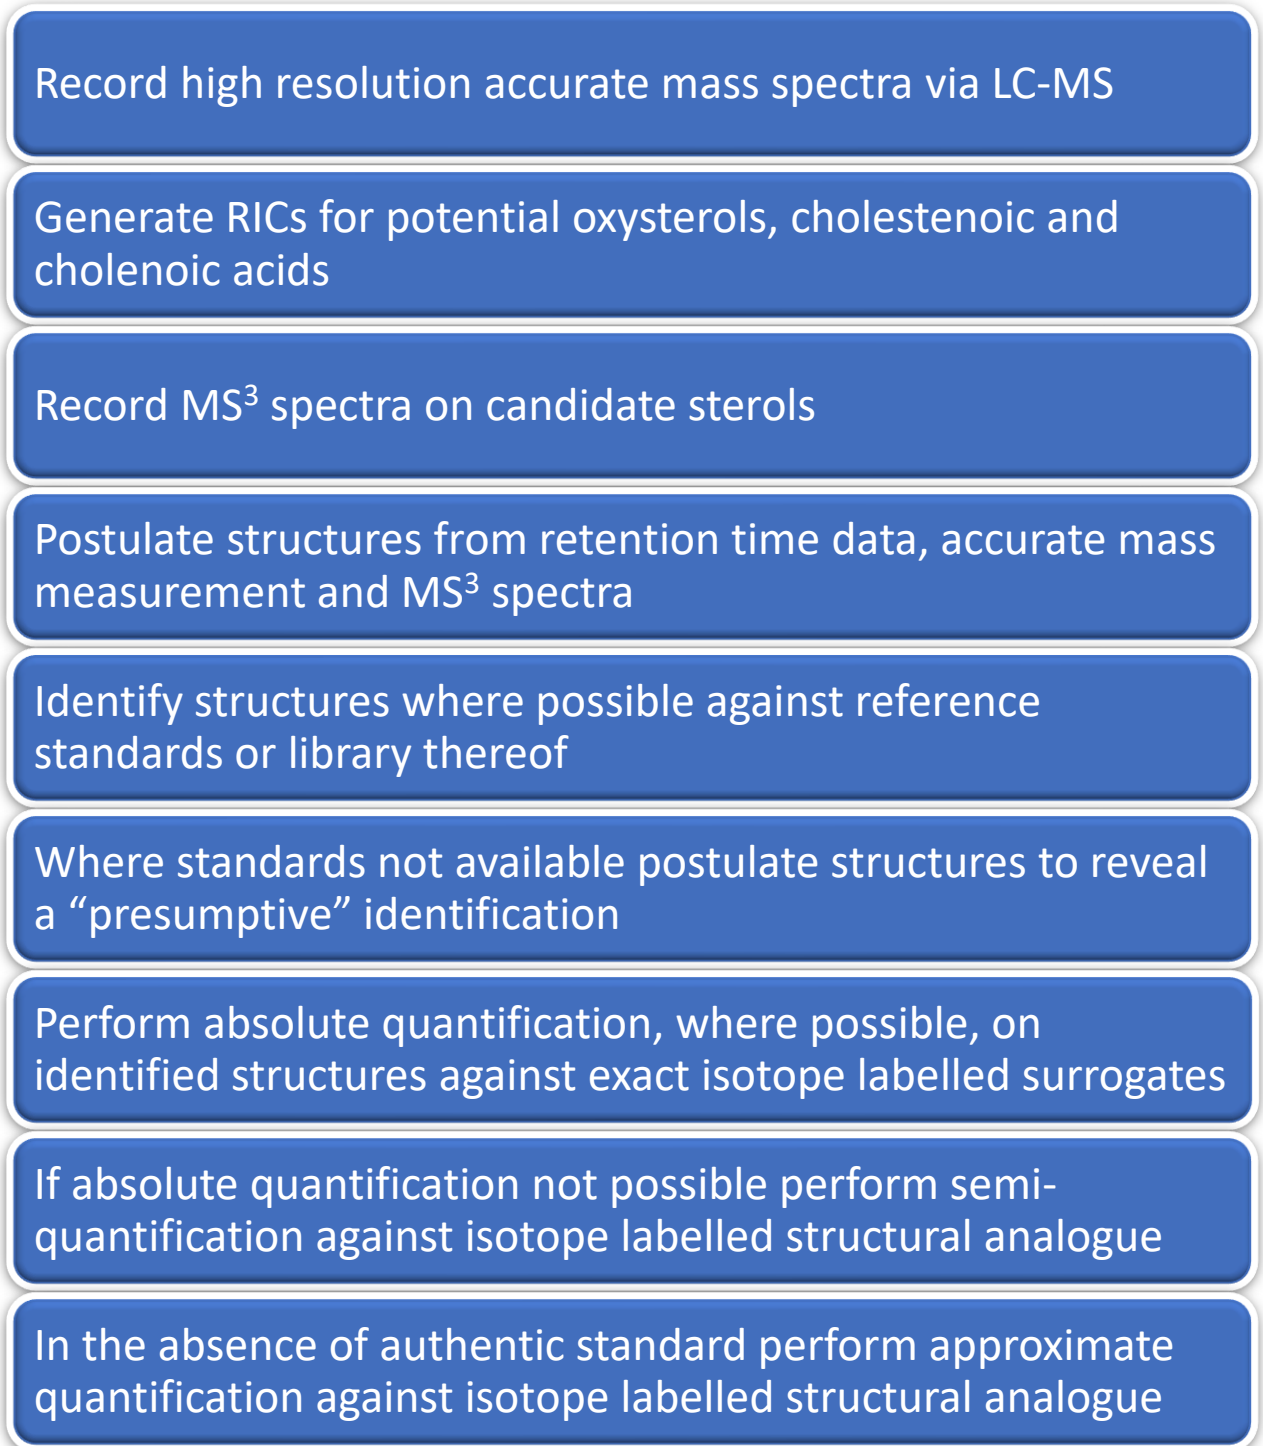 Record high resolution accurate mass spectra via LC-MS
Generate RICs for potential oxysterols, cholestenoic and
cholenoic acids
Record MS³ spectra on candidate sterols
Postulate structures from retention time data, accurate mass
measurement and MS³ spectra
Identify structures where possible against reference
standards or library thereof
Where standards not available postulate structures to reveal
a “presumptive” identification
Perform absolute quantification, where possible, on
identified structures against exact isotope labelled surrogates
If absolute quantification not possible perform semi-
quantification against isotope labelled structural analogue
In the absence of authentic standard perform approximate
quantification against isotope labelled structural analogue